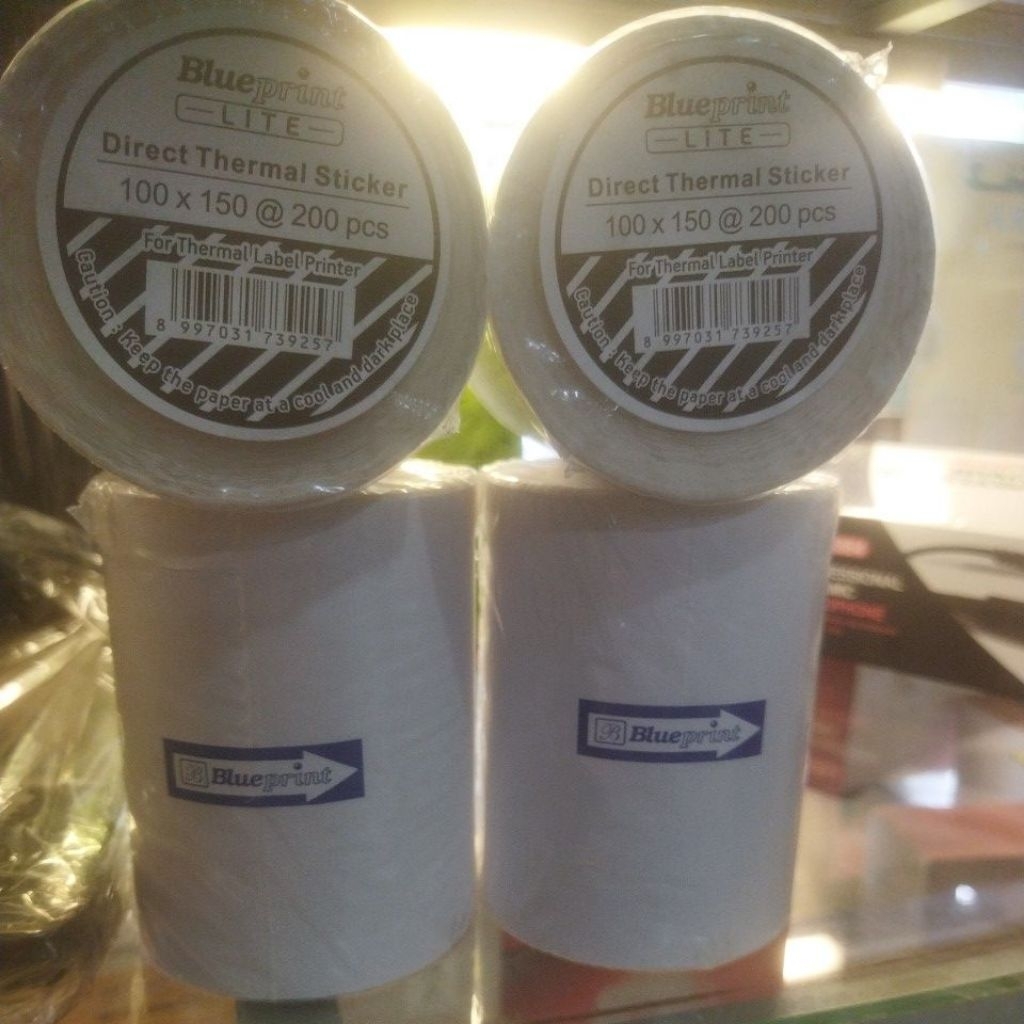 Blueprint
LITE
Direct Thermal Sticker
100 x 150 @ 200 pcs
For Thermal Label Printer
8 997031 739257
Caution : Keep the paper at a cool and dark place
Blueprint
LITE
Direct Thermal Sticker
100 x 150 @ 200 pcs
For Thermal Label Printer
8 997031 739257
Caution : Keep the paper at a cool and dark place
B Blueprint
B Blueprint